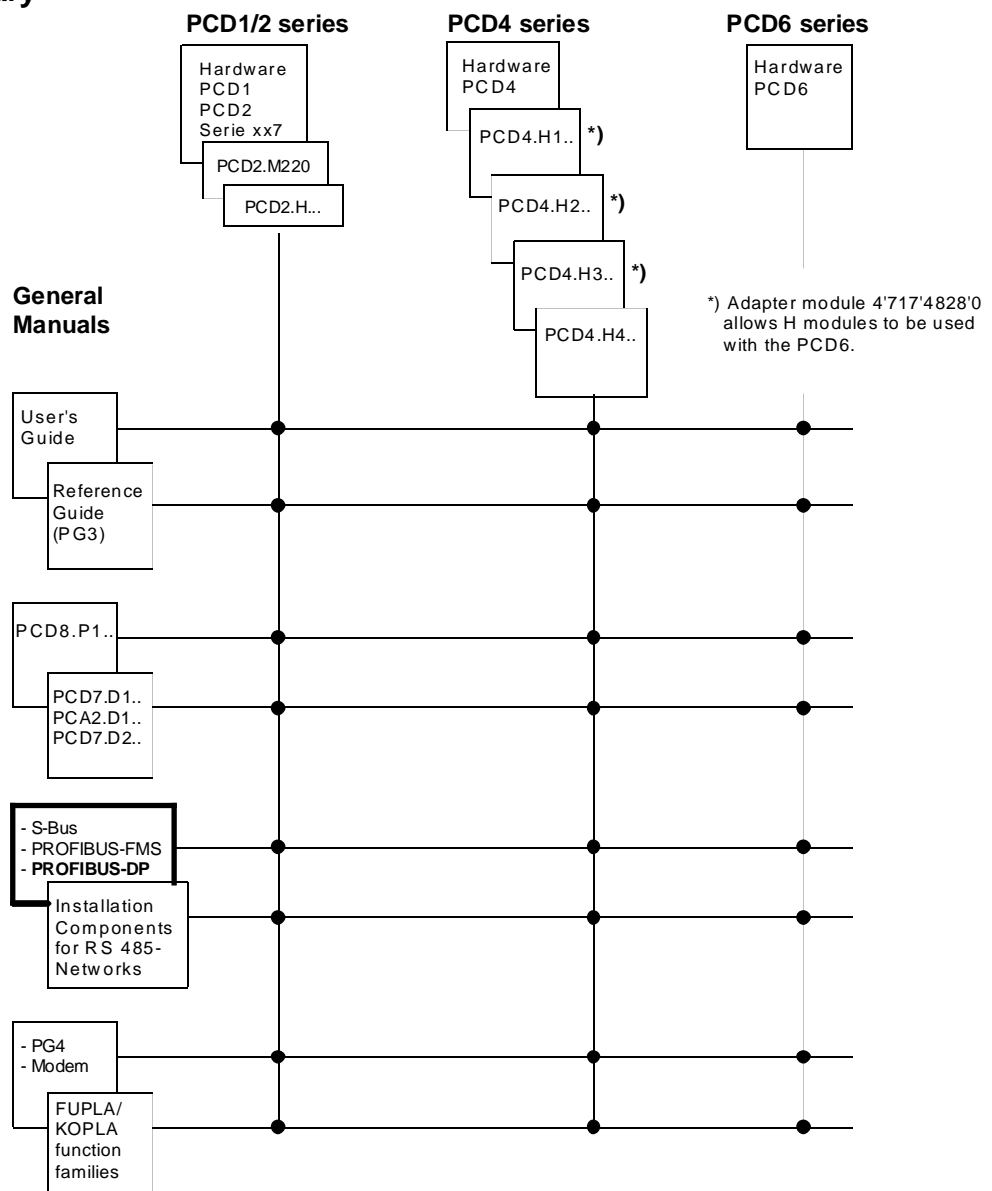 PCD1/2 series
PCD4 series
PCD6 series
Hardware
PCD1
PCD2
Serie xx7
PCD2.M220
PCD2.H...
Hardware
PCD4
PCD4.H1.. *)
PCD4.H2.. *)
PCD4.H3.. *)
PCD4.H4..
Hardware
PCD6
*) Adapter module 4'717'4828'0
allows H modules to be used
with the PCD6.
General
Manuals
User's
Guide
Reference
Guide
(PG3)
PCD8.P1..
PCD7.D1..
PCA2.D1..
PCD7.D2..
- S-Bus
- PROFIBUS-FMS
- PROFIBUS-DP
Installation
Components
for RS 485-
Networks
- PG4
- Modem
FUPLA/
KOPLA
function
families